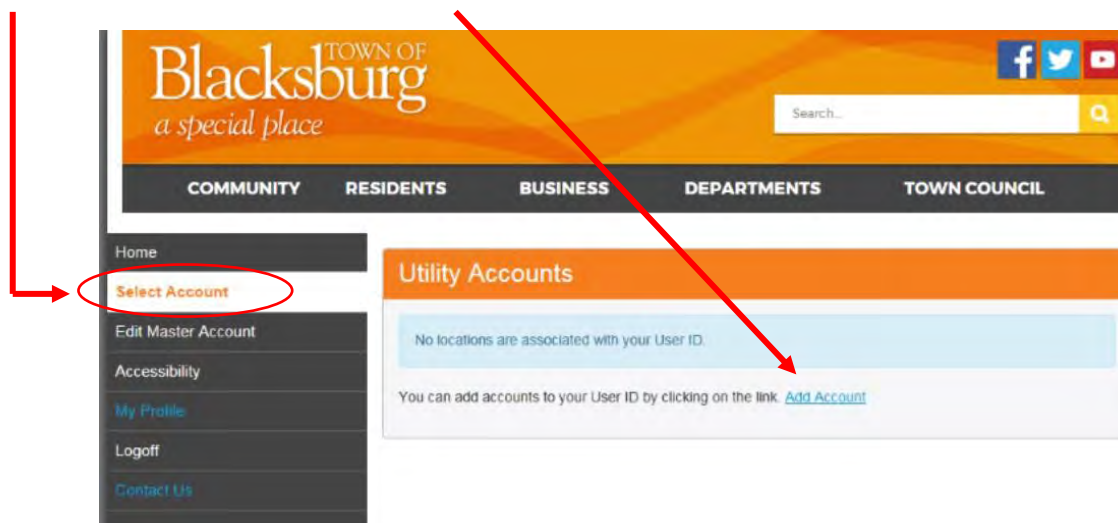 TOWN OF
Blacksburg
a special place
Search...
COMMUNITY RESIDENTS BUSINESS DEPARTMENTS TOWN COUNCIL
Home
Select Account
Edit Master Account
Accessibility
My Profile
Logoff
Contact Us
Utility Accounts
No locations are associated with your User ID.
You can add accounts to your User ID by clicking on the link. Add Account